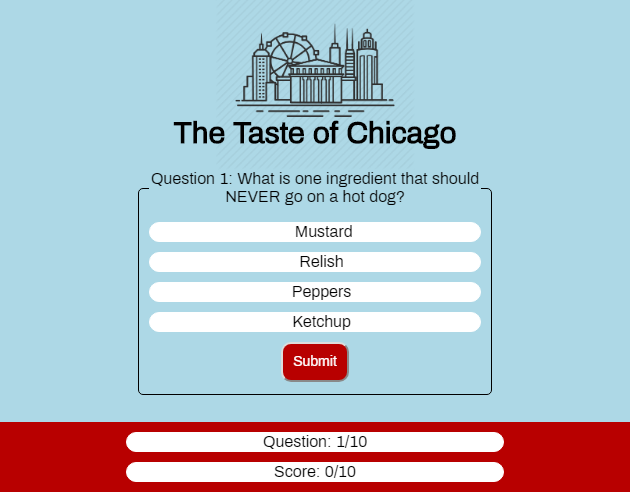 The Taste of Chicago
Question 1: What is one ingredient that should
NEVER go on a hot dog?
Mustard
Relish
Peppers
Ketchup
Submit
Question: 1/10
Score: 0/10